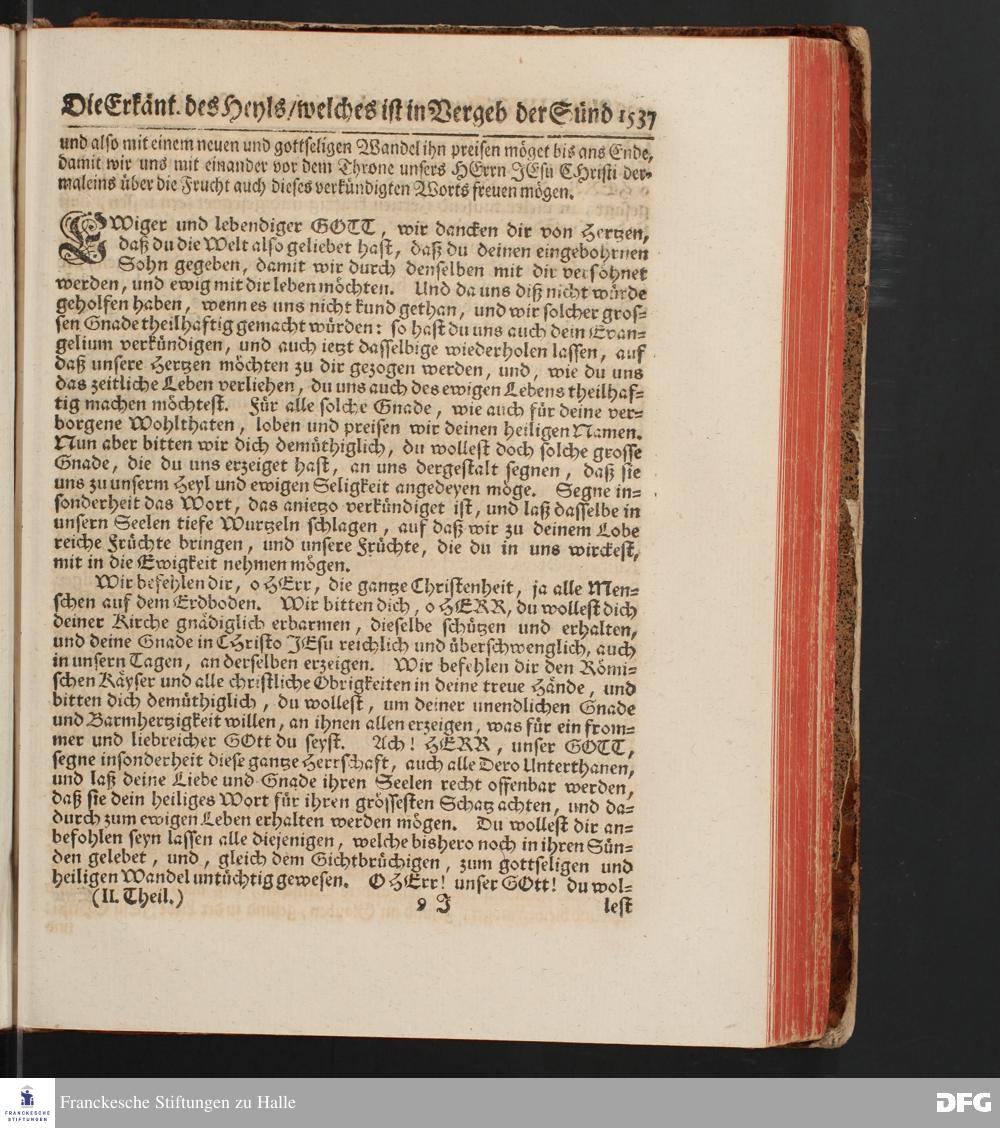 Die Erkänt. des Heyls/welches ist in Vergeb der Sünd 1537
und also mit einem neuen und gottseligen Wandel ihn preisen möget bis ans Ende,
damit wir uns mit einander vor dem Throne unsers HErrn JEsu CHristi der-
maleins über die Frucht auch dieses verkündigten Worts freuen mögen.
EWiger und lebendiger GOTT, wir dancken dir von Hertzen,
daß du die Welt also geliebet hast, daß du deinen eingebohrnen
Sohn gegeben, damit wir durch denselben mit dir versöhnet
werden, und ewig mit dir leben möchten. Und da uns diß nicht würde
geholfen haben, wenn es uns nicht kund gethan, und wir solcher gros-
sen Gnade theilhaftig gemacht würden: so hast du uns auch dein Evan-
gelium verkündigen, und auch ietzt dasselbige wiederholen lassen, auf
daß unsere Hertzen möchten zu dir gezogen werden, und, wie du uns
das zeitliche Leben verliehen, du uns auch des ewigen Lebens theilhaf-
tig machen möchtest. Für alle solche Gnade, wie auch für deine ver-
borgene Wohlthaten, loben und preisen wir deinen heiligen Namen.
Nun aber bitten wir dich demüthiglich, du wollest doch solche grosse
Gnade, die du uns erzeiget hast, an uns dergestalt segnen, daß sie
uns zu unserm Heyl und ewigen Seligkeit angedeyen möge. Segne in-
sonderheit das Wort, das anietzo verkündiget ist, und laß dasselbe in
unsern Seelen tiefe Wurtzeln schlagen, auf daß wir zu deinem Lobe
reiche Früchte bringen, und unsere Früchte, die du in uns wirckest,
mit in die Ewigkeit nehmen mögen.
Wir befehlen dir, o HErr, die gantze Christenheit, ja alle Men-
schen auf dem Erdboden. Wir bitten dich, o HERR, du wollest dich
deiner Kirche gnädiglich erbarmen, dieselbe schützen und erhalten,
und deine Gnade in CHristo JEsu reichlich und überschwenglich, auch
in unsern Tagen, an derselben erzeigen. Wir befehlen dir den Römi-
schen Käyser und alle christliche Obrigkeiten in deine treue Hände, und
bitten dich demüthiglich, du wollest, um deiner unendlichen Gnade
und Barmhertzigkeit willen, an ihnen allen erzeigen, was für ein from-
mer und liebreicher GOtt du seyst. Ach! HERR, unser GOTT,
segne insonderheit diese gantze Herrschaft, auch alle Dero Unterthanen,
und laß deine Liebe und Gnade ihren Seelen recht offenbar werden,
daß sie dein heiliges Wort für ihren grössesten Schatz achten, und da-
durch zum ewigen Leben erhalten werden mögen. Du wollest dir an-
befohlen seyn lassen alle diejenigen, welche bishero noch in ihren Sün-
den gelebet, und, gleich dem Gichtbrüchigen, zum gottseligen und
heiligen Wandel untüchtig gewesen. O HErr! unser GOtt! du wol-
(II. Theil.) 9 J lest
FRANCKESCHE
STIFTUNGEN
Franckesche Stiftungen zu Halle
DFG